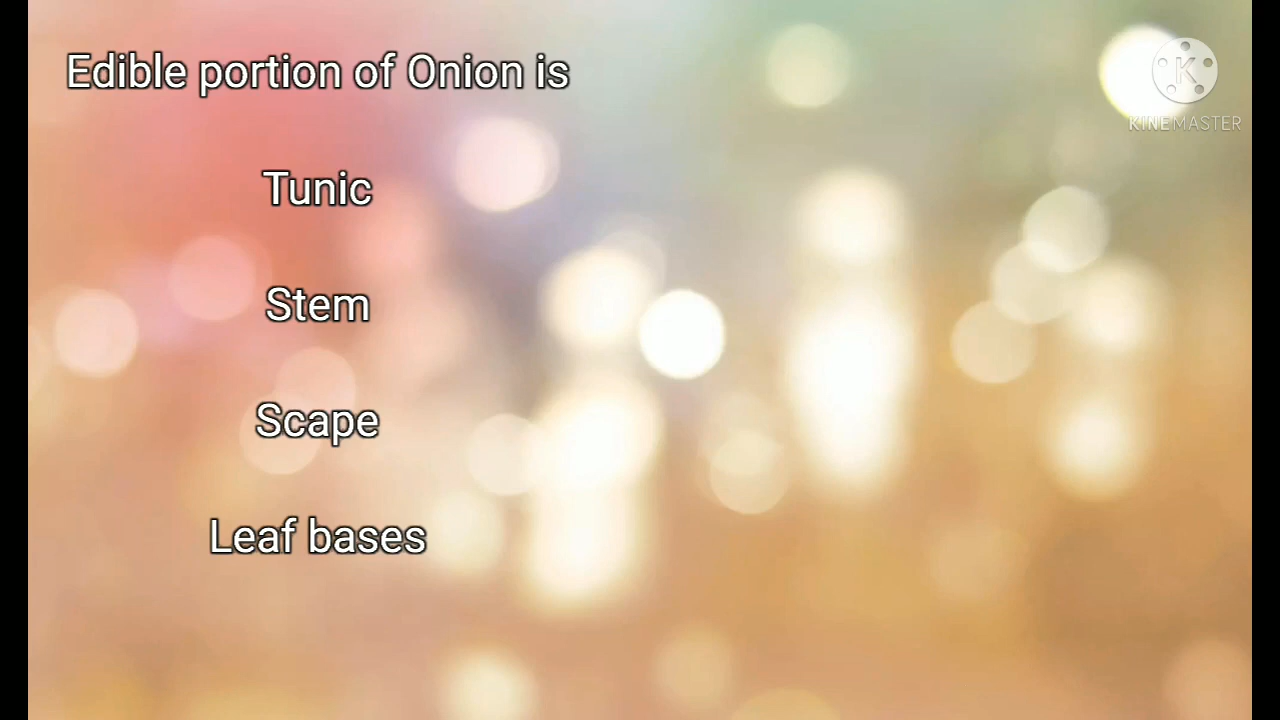 Edible portion of Onion is
Tunic
Stem
Scape
Leaf bases
K
KINEMASTER